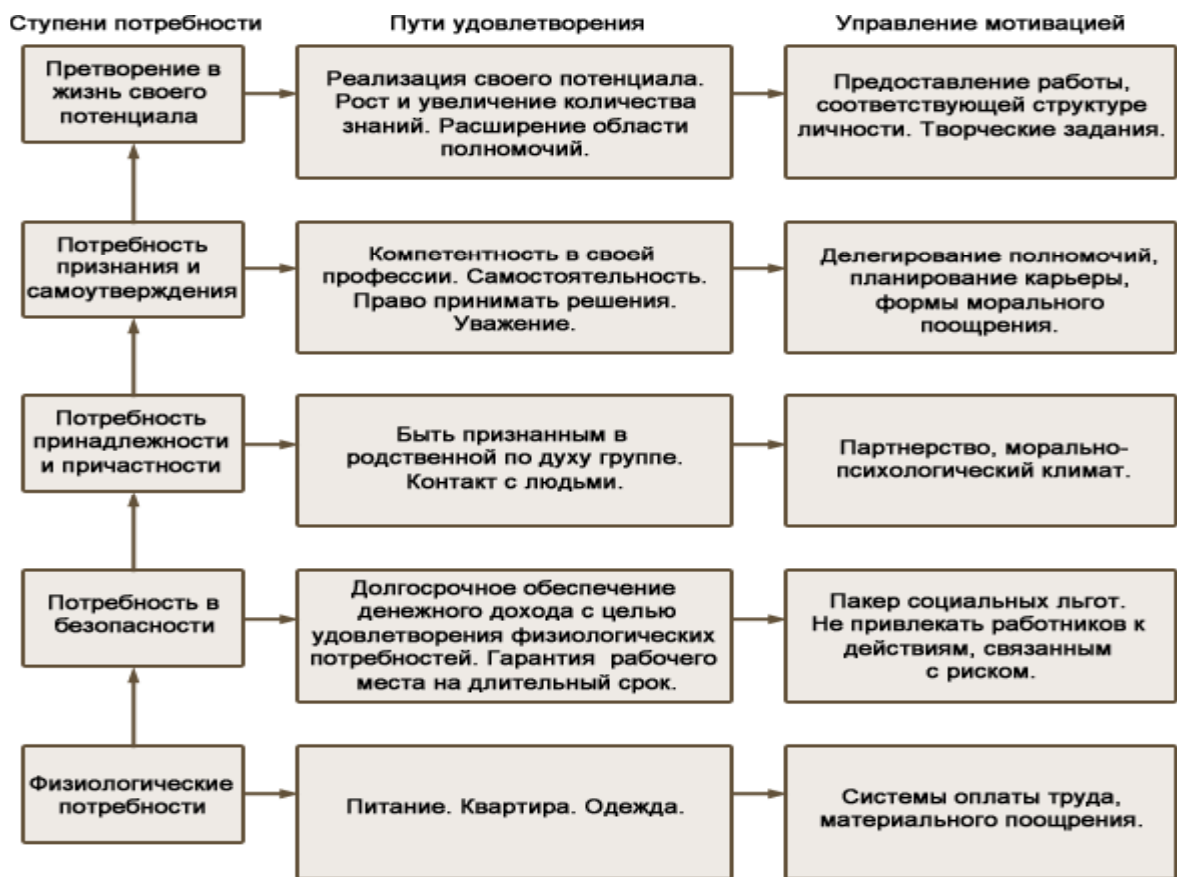 Ступени потребности
Пути удовлетворения
Управление мотивацией
Претворение в
жизнь своего
потенциала
Реализация своего потенциала.
Рост и увеличение количества
знаний. Расширение области
полномочий.
Предоставление работы,
соответствующей структуре
личности. Творческие задания.
Потребность
признания и
самоутверждения
Компетентность в своей
профессии. Самостоятельность.
Право принимать решения.
Уважение.
Делегирование полномочий,
планирование карьеры,
формы морального
поощрения.
Потребность
принадлежности
и причастности
Быть признанным в
родственной по духу группе.
Контакт с людьми.
Партнерство, морально-
психологический климат.
Потребность в
безопасности
Долгосрочное обеспечение
денежного дохода с целью
удовлетворения физиологических
потребностей. Гарантия рабочего
места на длительный срок.
Пакер социальных льгот.
Не привлекать работников к
действиям, связанным
с риском.
Физиологические
потребности
Питание. Квартира. Одежда.
Системы оплаты труда,
материального поощрения.